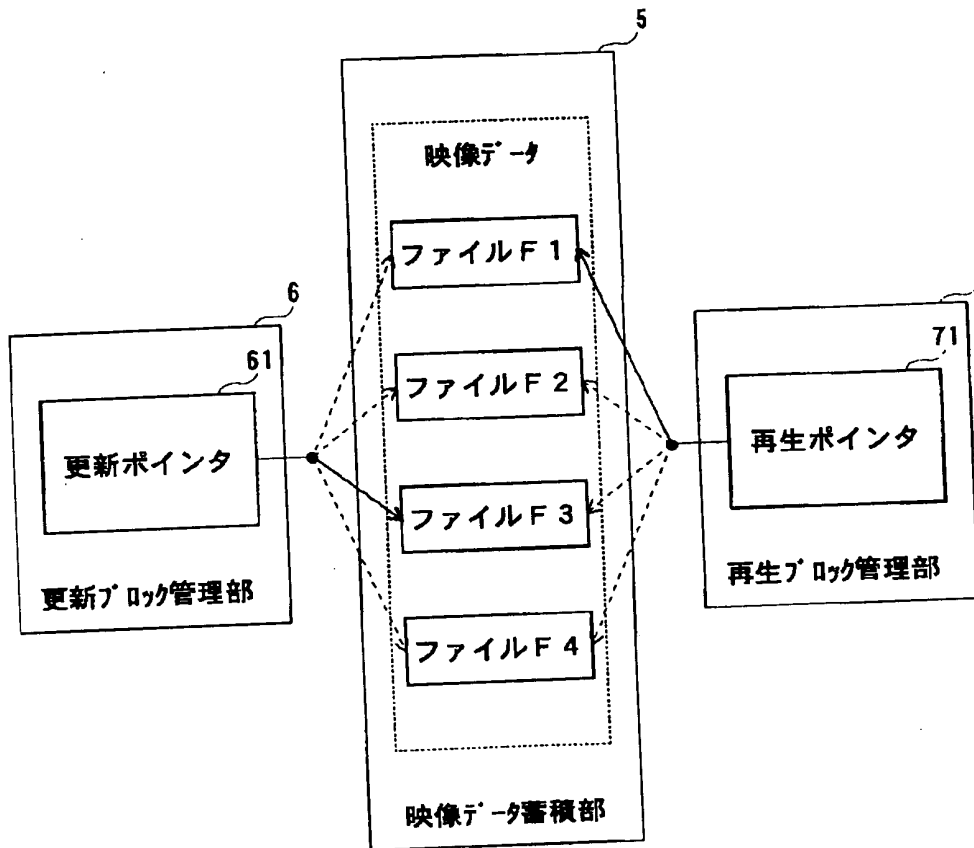 5
映像データ
ファイルF1
ファイルF2
ファイルF3
ファイルF4
映像データ蓄積部
6
61
更新ポインタ
更新ブロック管理部
71
再生ポインタ
再生ブロック管理部